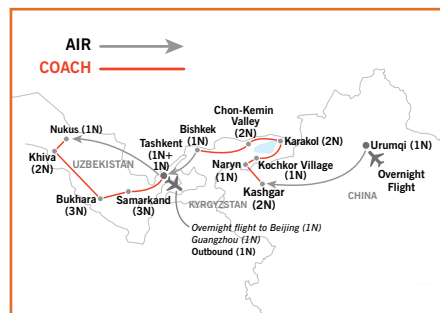 AIR
COACH
Nukus (1N)
Khiva
(2N)
UZBEKISTAN
Bukhara
(3N)
Samarkand
(3N)
Tashkent
(1N+
1N)
Bishkek
(1N)
Chon-Kemin
Valley
(2N)
Karakol (2N)
Naryn
(1N)
Kochkor Village
(1N)
Kashgar
(2N)
KYRGYZSTAN
Urumqi (1N)
Overnight
Flight
CHINA
Overnight flight to Beijing (1N)
Guangzhou (1N)
Outbound (1N)